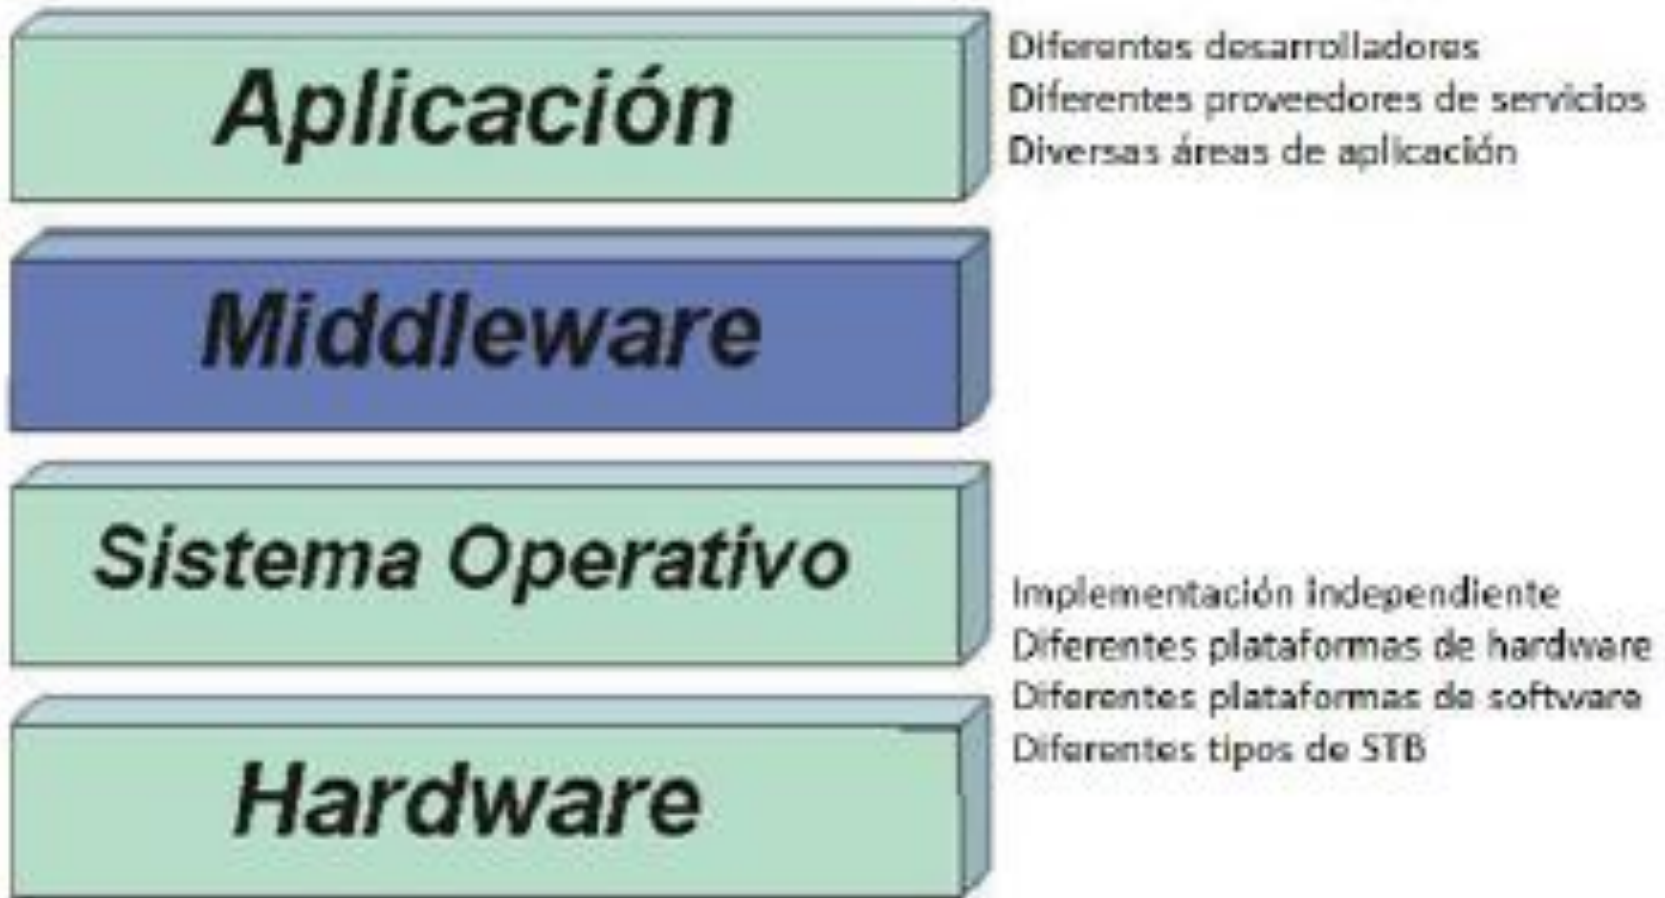 Aplicación
Diferentes desarrolladores
Diferentes proveedores de servicios
Diversas áreas de aplicación
Middleware
Sistema Operativo
Implementación independiente
Diferentes plataformas de hardware
Diferentes plataformas de software
Diferentes tipos de STB
Hardware